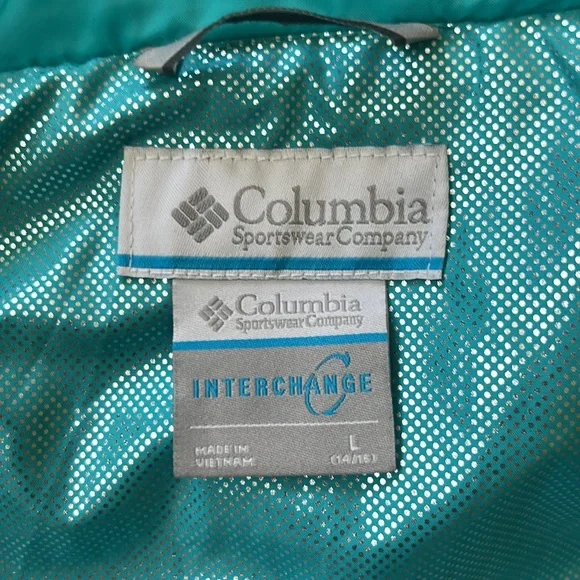 Columbia
Sportswear Company
Columbia
Sportswear Company
INTERCHANGE
MADE IN
VIETNAM
L
(14/16)